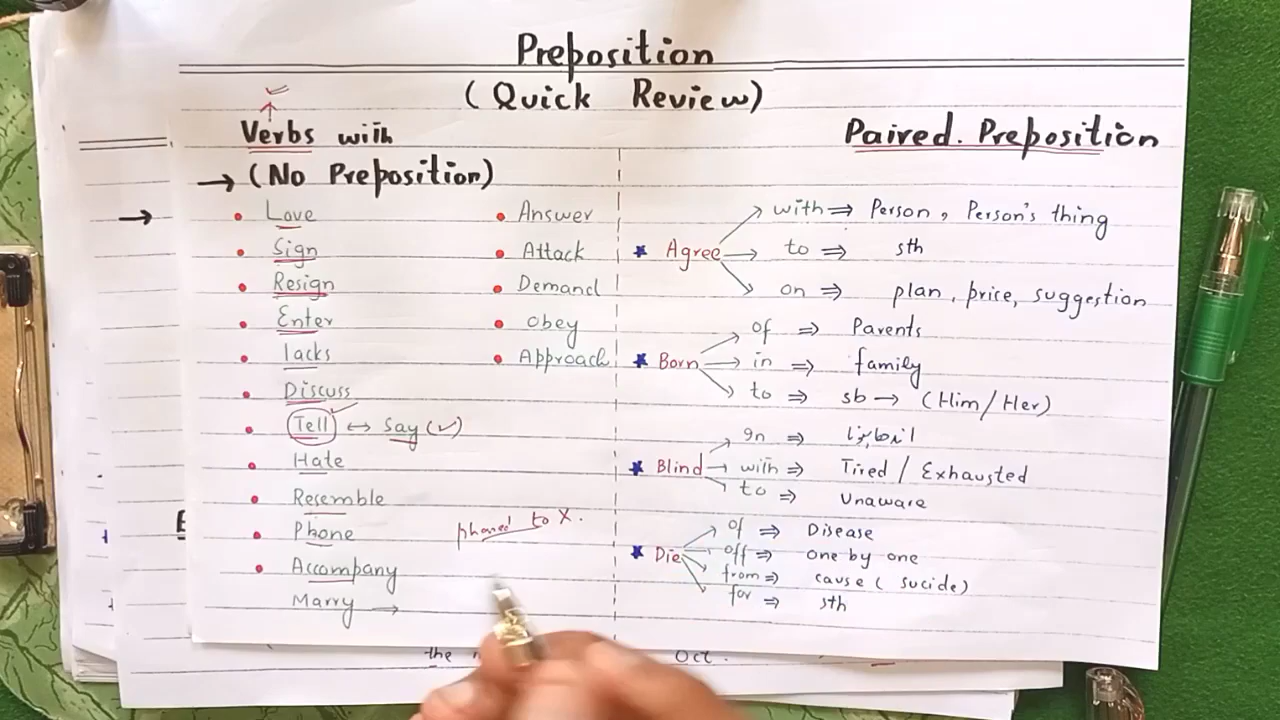 Preposition
(Quick Review)
Verbs with
→ (No Preposition)
→
• Love
• Sign
• Resign
• Enter
• lacks
• Discuss
• Tell ↔ Say (✓)
• Hate
• Resemble
• Phone
phoned to X.
• Accompany
Marry →
• Answer
• Attack
• Demand
• Obey
• Approach
Paired. Preposition
★ Agree
with ⇒ Person, Person's thing
to ⇒ sth
on ⇒ plan, price, suggestion
★ Born
of ⇒ Parents
in ⇒ family
to ⇒ sb → (Him/Her)
★ Blind
In ⇒
with ⇒ Tired / Exhausted
to ⇒ Unaware
★ Die
of ⇒ Disease
off ⇒ one by one
from ⇒ cause (sucide)
for ⇒ sth
the
Oct.